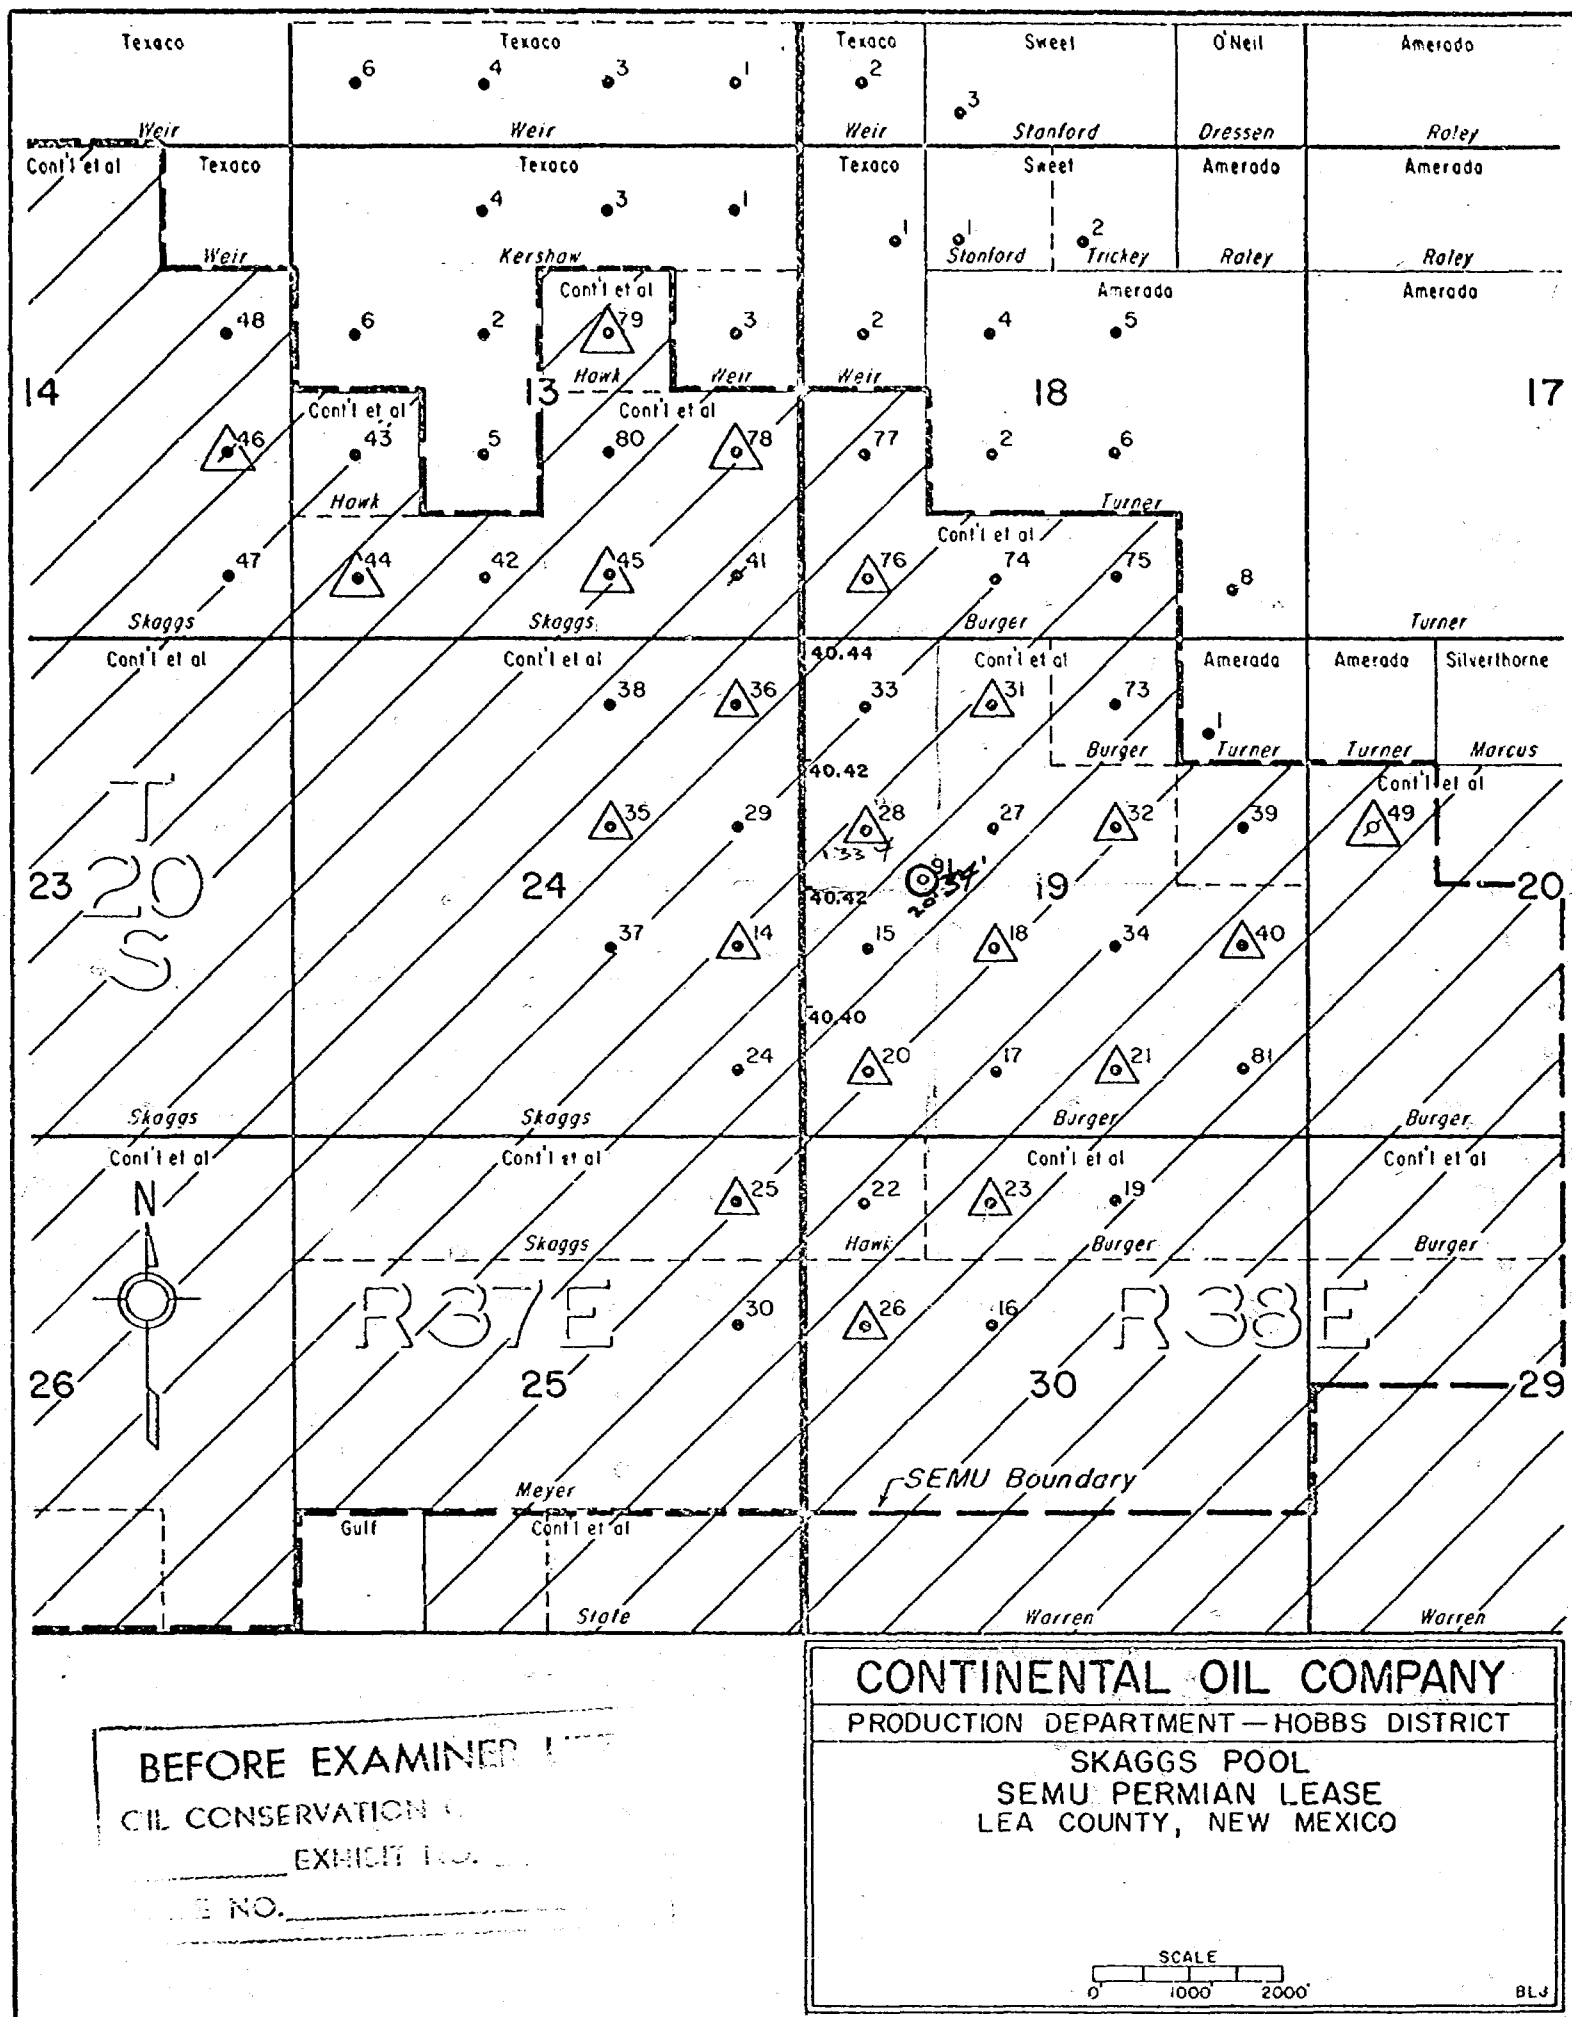 Texaco Texaco Texaco Sweet O'Neil Amerado
6 4 3 1 2 3
Weir Weir Weir Stanford Dressen Raley
Cont'l et al Texaco Texaco Texaco Sweet Amerada Amerada
4 3 1 1 1 2
Weir Kershaw Stanford Trickey Raley Raley
Cont'l et al Amerada Amerada
48 6 2 79 3 2 4 5
14 Hawk 13 Weir Weir 18 17
Cont'l et al Cont'l et al
46 43 5 80 78 77 2 6
Hawk Turner
Cont'l et al
47 44 42 45 41 76 74 75 8
Skaggs Skaggs Burger Turner
Cont'l et al Cont'l et al 40.44 Cont'l et al Amerada Amerada Silverthorne
38 36 33 31 73 1
Burger Turner Turner Marcus
40.42 Cont'l et al
35 29 28 27 32 39 49
T
20
S
91
23 24 40.42 19 20
37 14 15 18 34 40
40.40
24 20 17 21 81
Skaggs Skaggs Burger Burger
Cont'l et al Cont'l et al Cont'l et al Cont'l et al
N 25 22 23 19
Skaggs Hawk Burger Burger
R 37 E R 38 E
30 26 16
26 25 30 29
SEMU Boundary
Meyer
Gulf Cont'l et al
State Warren Warren
CONTINENTAL OIL COMPANY
PRODUCTION DEPARTMENT — HOBBS DISTRICT
SKAGGS POOL
SEMU PERMIAN LEASE
LEA COUNTY, NEW MEXICO
SCALE
0' 1000' 2000'
BLJ
BEFORE EXAMINER
OIL CONSERVATION
EXHIBIT NO.
NO.